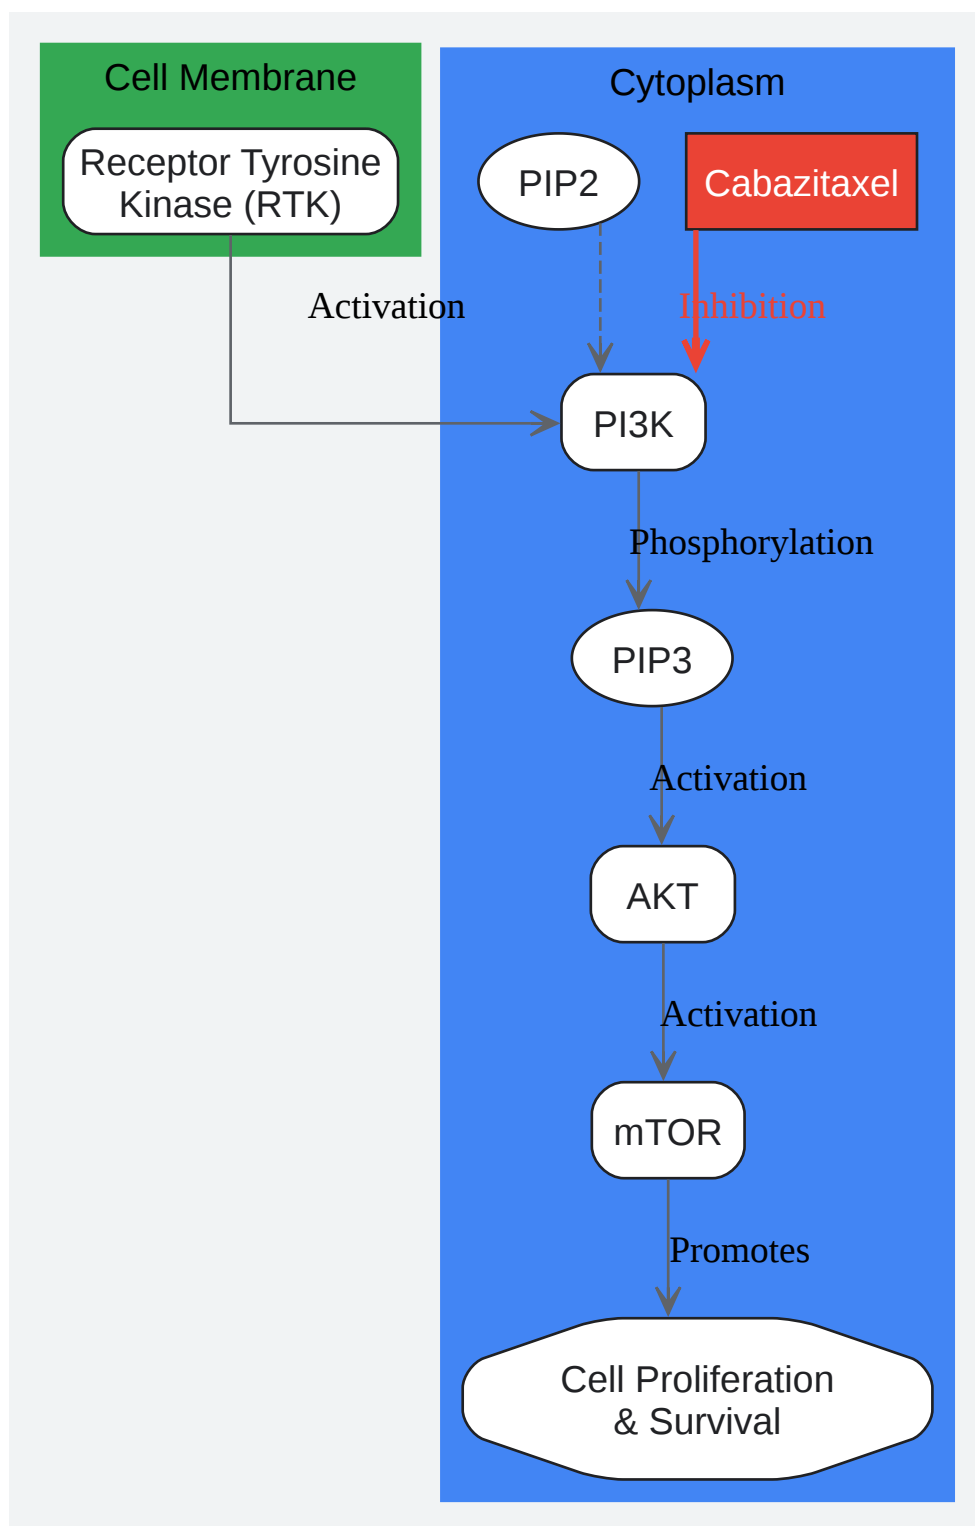 Cell Membrane
Receptor Tyrosine
Kinase (RTK)
Cytoplasm
PIP2
Cabazitaxel
Activation
Inhibition
PI3K
Phosphorylation
PIP3
Activation
AKT
Activation
mTOR
Promotes
Cell Proliferation
& Survival